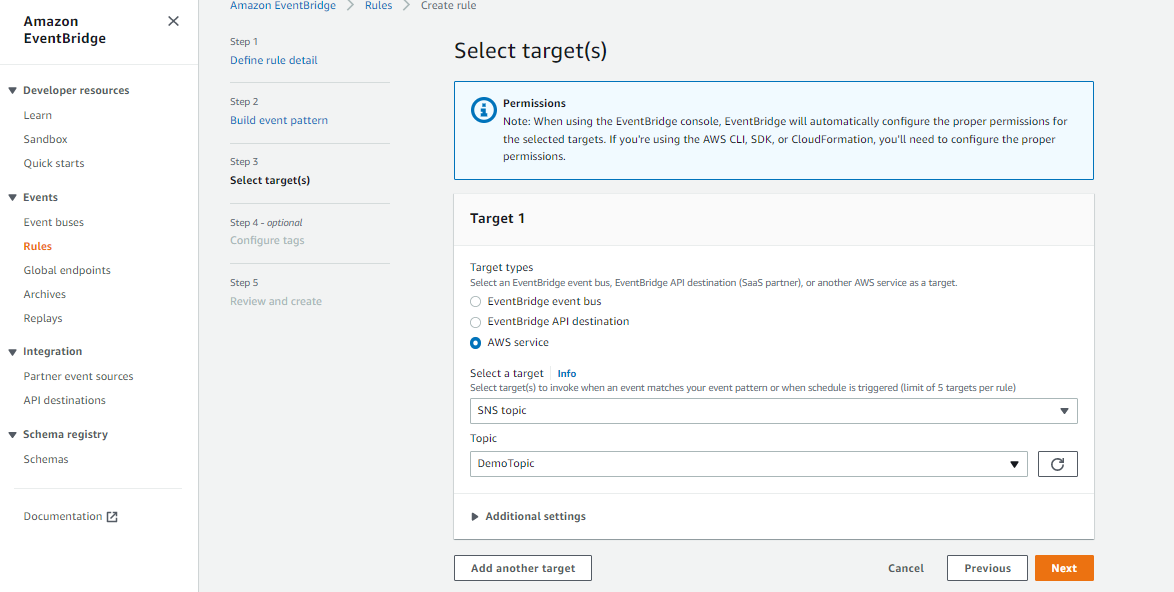 Amazon EventBridge > Rules > Create rule
Amazon
EventBridge
Developer resources
Learn
Sandbox
Quick starts
Events
Event buses
Rules
Global endpoints
Archives
Replays
Integration
Partner event sources
API destinations
Schema registry
Schemas
Documentation
Step 1
Define rule detail
Step 2
Build event pattern
Step 3
Select target(s)
Step 4 - optional
Configure tags
Step 5
Review and create
Select target(s)
Permissions
Note: When using the EventBridge console, EventBridge will automatically configure the proper permissions for
the selected targets. If you're using the AWS CLI, SDK, or CloudFormation, you'll need to configure the proper
permissions.
Target 1
Target types
Select an EventBridge event bus, EventBridge API destination (SaaS partner), or another AWS service as a target.
EventBridge event bus
EventBridge API destination
AWS service
Select a target Info
Select target(s) to invoke when an event matches your event pattern or when schedule is triggered (limit of 5 targets per rule)
SNS topic
Topic
DemoTopic
Additional settings
Add another target
Cancel
Previous
Next